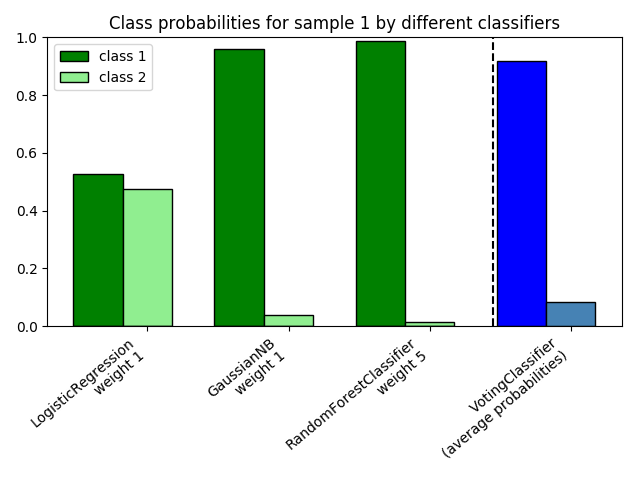 Class probabilities for sample 1 by different classifiers
1.0
0.8
0.6
0.4
0.2
0.0
class 1
class 2
LogisticRegression
weight 1
GaussianNB
weight 1
RandomForestClassifier
weight 5
VotingClassifier
(average probabilities)